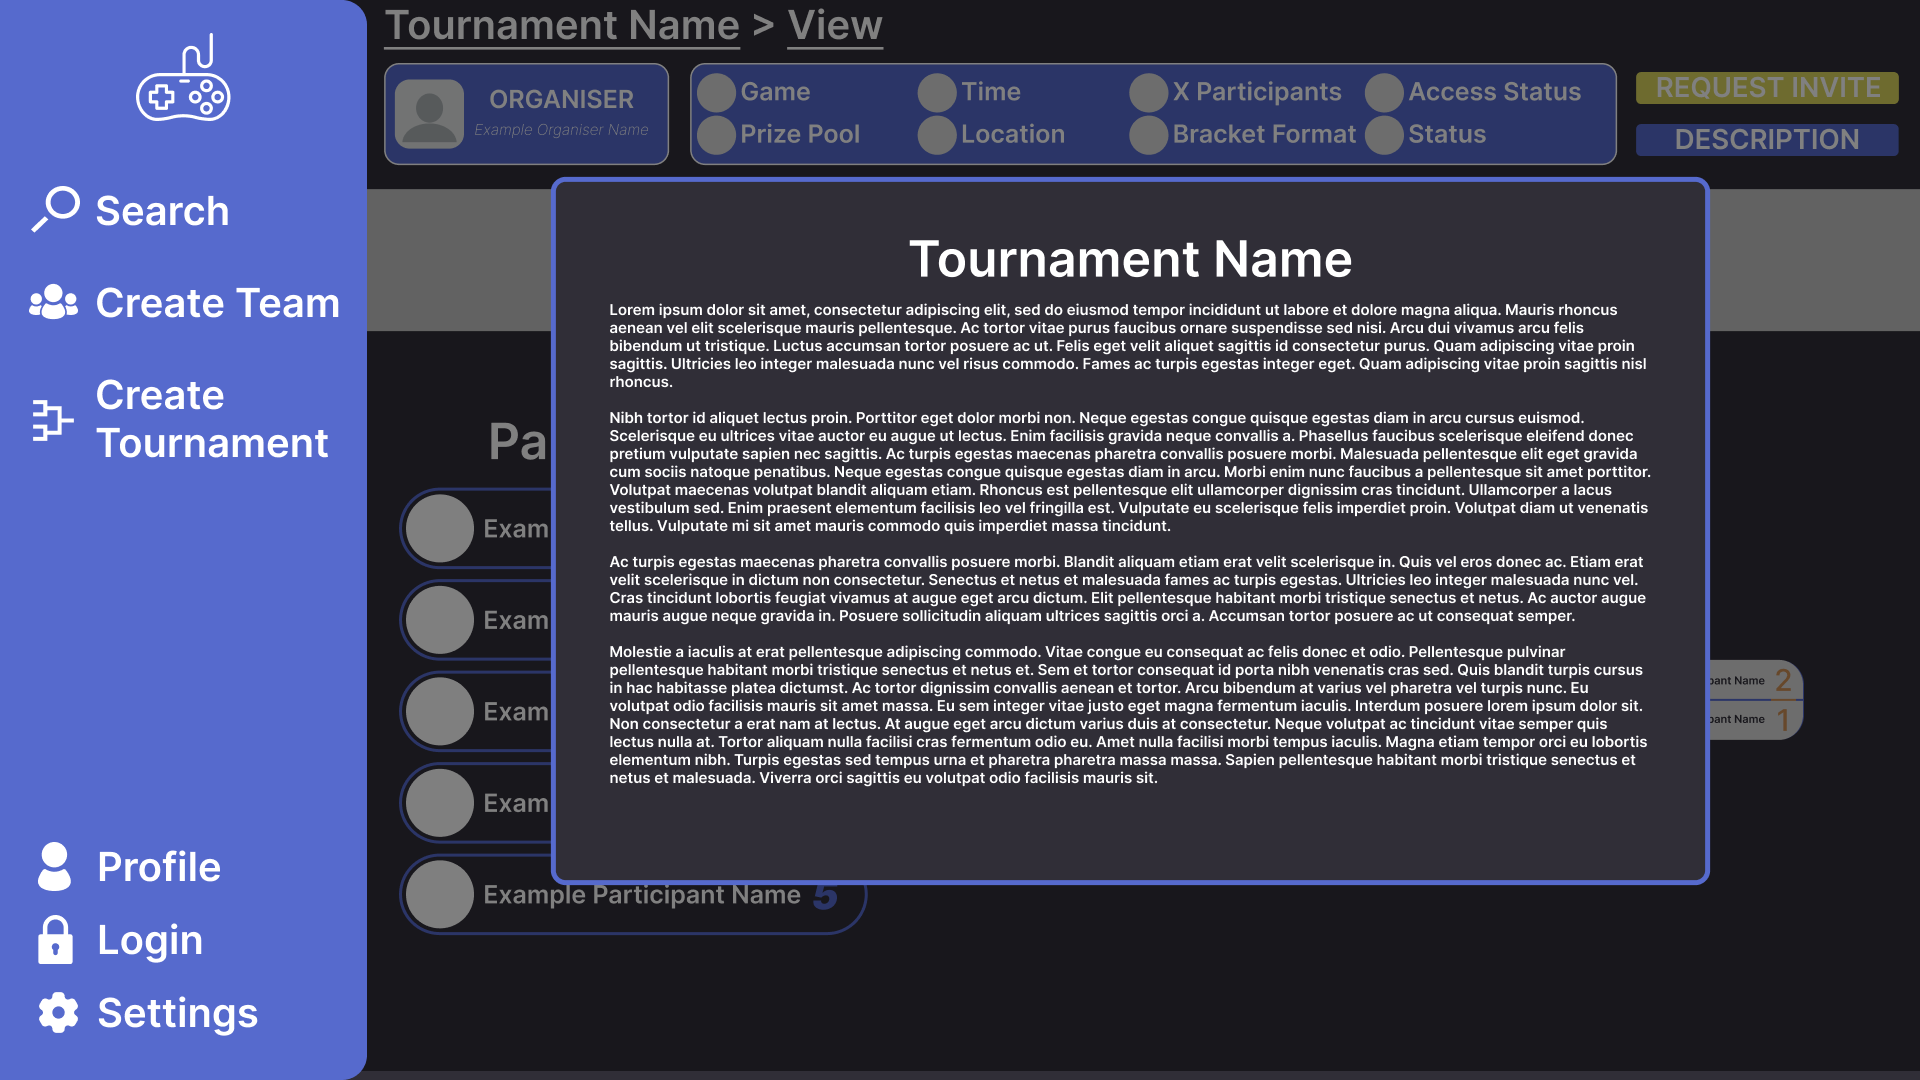 Tournament Name > View
ORGANISER
Example Organiser Name
Game
Time
X Participants
Access Status
Prize Pool
Location
Bracket Format
Status
REQUEST INVITE
DESCRIPTION
Search
Create Team
Create
Tournament
Profile
Login
Settings
Tournament Name
Lorem ipsum dolor sit amet, consectetur adipiscing elit, sed do eiusmod tempor incididunt ut labore et dolore magna aliqua. Mauris rhoncus
aenean vel elit scelerisque mauris pellentesque. Ac tortor vitae purus faucibus ornare suspendisse sed nisi. Arcu dui vivamus arcu felis
bibendum ut tristique. Luctus accumsan tortor posuere ac ut. Felis eget velit aliquet sagittis id consectetur purus. Quam adipiscing vitae proin
sagittis. Ultricies leo integer malesuada nunc vel risus commodo. Fames ac turpis egestas integer eget. Quam adipiscing vitae proin sagittis nisl
rhoncus.
Nibh tortor id aliquet lectus proin. Porttitor eget dolor morbi non. Neque egestas congue quisque egestas diam in arcu cursus euismod.
Scelerisque eu ultrices vitae auctor eu augue ut lectus. Enim facilisis gravida neque convallis a. Phasellus faucibus scelerisque eleifend donec
pretium vulputate sapien nec sagittis. Ac turpis egestas maecenas pharetra convallis posuere morbi. Malesuada pellentesque elit eget gravida
cum sociis natoque penatibus. Neque egestas congue quisque egestas diam in arcu. Morbi enim nunc faucibus a pellentesque sit amet porttitor.
Volutpat maecenas volutpat blandit aliquam etiam. Rhoncus est pellentesque elit ullamcorper dignissim cras tincidunt. Ullamcorper a lacus
vestibulum sed. Enim praesent elementum facilisis leo vel fringilla est. Vulputate eu scelerisque felis imperdiet proin. Volutpat diam ut venenatis
tellus. Vulputate mi sit amet mauris commodo quis imperdiet massa tincidunt.
Ac turpis egestas maecenas pharetra convallis posuere morbi. Blandit aliquam etiam erat velit scelerisque in. Quis vel eros donec ac. Etiam erat
velit scelerisque in dictum non consectetur. Senectus et netus et malesuada fames ac turpis egestas. Ultricies leo integer malesuada nunc vel.
Cras tincidunt lobortis feugiat vivamus at augue eget arcu dictum. Elit pellentesque habitant morbi tristique senectus et netus. Ac auctor augue
mauris augue neque gravida in. Posuere sollicitudin aliquam ultrices sagittis orci a. Accumsan tortor posuere ac ut consequat semper.
Molestie a iaculis at erat pellentesque adipiscing commodo. Vitae congue eu consequat ac felis donec et odio. Pellentesque pulvinar
pellentesque habitant morbi tristique senectus et netus et. Sem et tortor consequat id porta nibh venenatis cras sed. Quis blandit turpis cursus
in hac habitasse platea dictumst. Ac tortor dignissim convallis aenean et tortor. Arcu bibendum at varius vel pharetra vel turpis nunc. Eu
volutpat odio facilisis mauris sit amet massa. Eu sem integer vitae justo eget magna fermentum iaculis. Interdum posuere lorem ipsum dolor sit.
Non consectetur a erat nam at lectus. At augue eget arcu dictum varius duis at consectetur. Neque volutpat ac tincidunt vitae semper quis
lectus nulla at. Tortor aliquam nulla facilisi cras fermentum odio eu. Amet nulla facilisi morbi tempus iaculis. Magna etiam tempor orci eu lobortis
elementum nibh. Turpis egestas sed tempus urna et pharetra pharetra massa massa. Sapien pellentesque habitant morbi tristique senectus et
netus et malesuada. Viverra orci sagittis eu volutpat odio facilisis mauris sit.
Pa
Exam
Exam
Exam
Exam
Example Participant Name 5
pant Name 2
pant Name 1